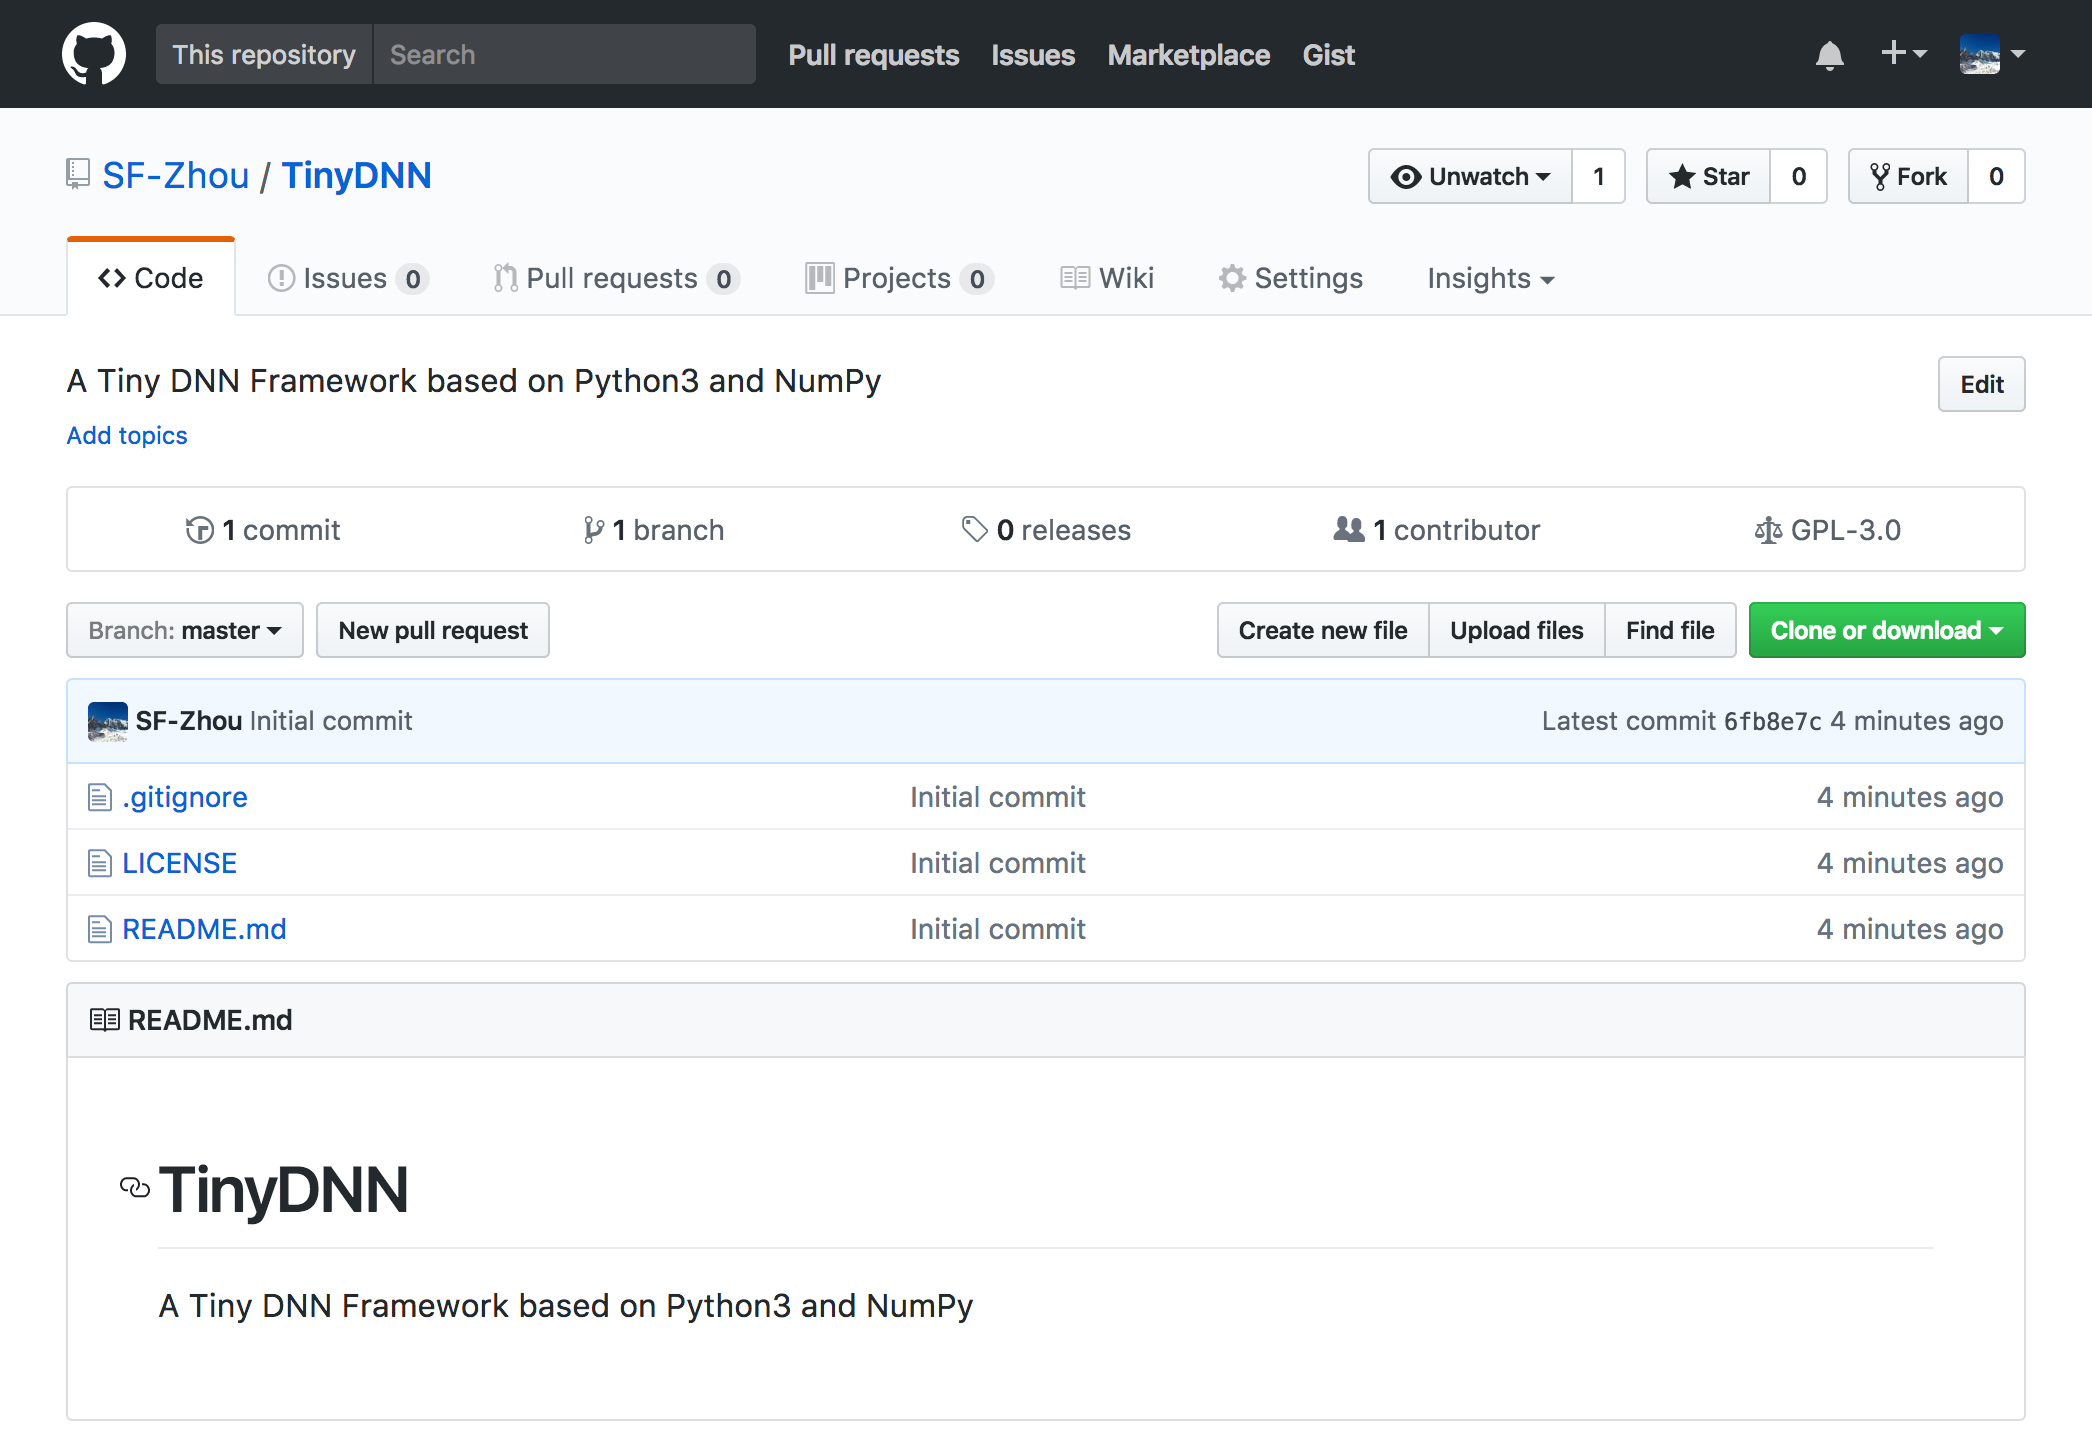 This repository Search Pull requests Issues Marketplace Gist
SF-Zhou / TinyDNN Unwatch 1 Star 0 Fork 0
Code Issues 0 Pull requests 0 Projects 0 Wiki Settings Insights
A Tiny DNN Framework based on Python3 and NumPy Edit
Add topics
1 commit 1 branch 0 releases 1 contributor GPL-3.0
Branch: master New pull request Create new file Upload files Find file Clone or download
SF-Zhou Initial commit Latest commit 6fb8e7c 4 minutes ago
.gitignore Initial commit 4 minutes ago
LICENSE Initial commit 4 minutes ago
README.md Initial commit 4 minutes ago
README.md
TinyDNN
A Tiny DNN Framework based on Python3 and NumPy